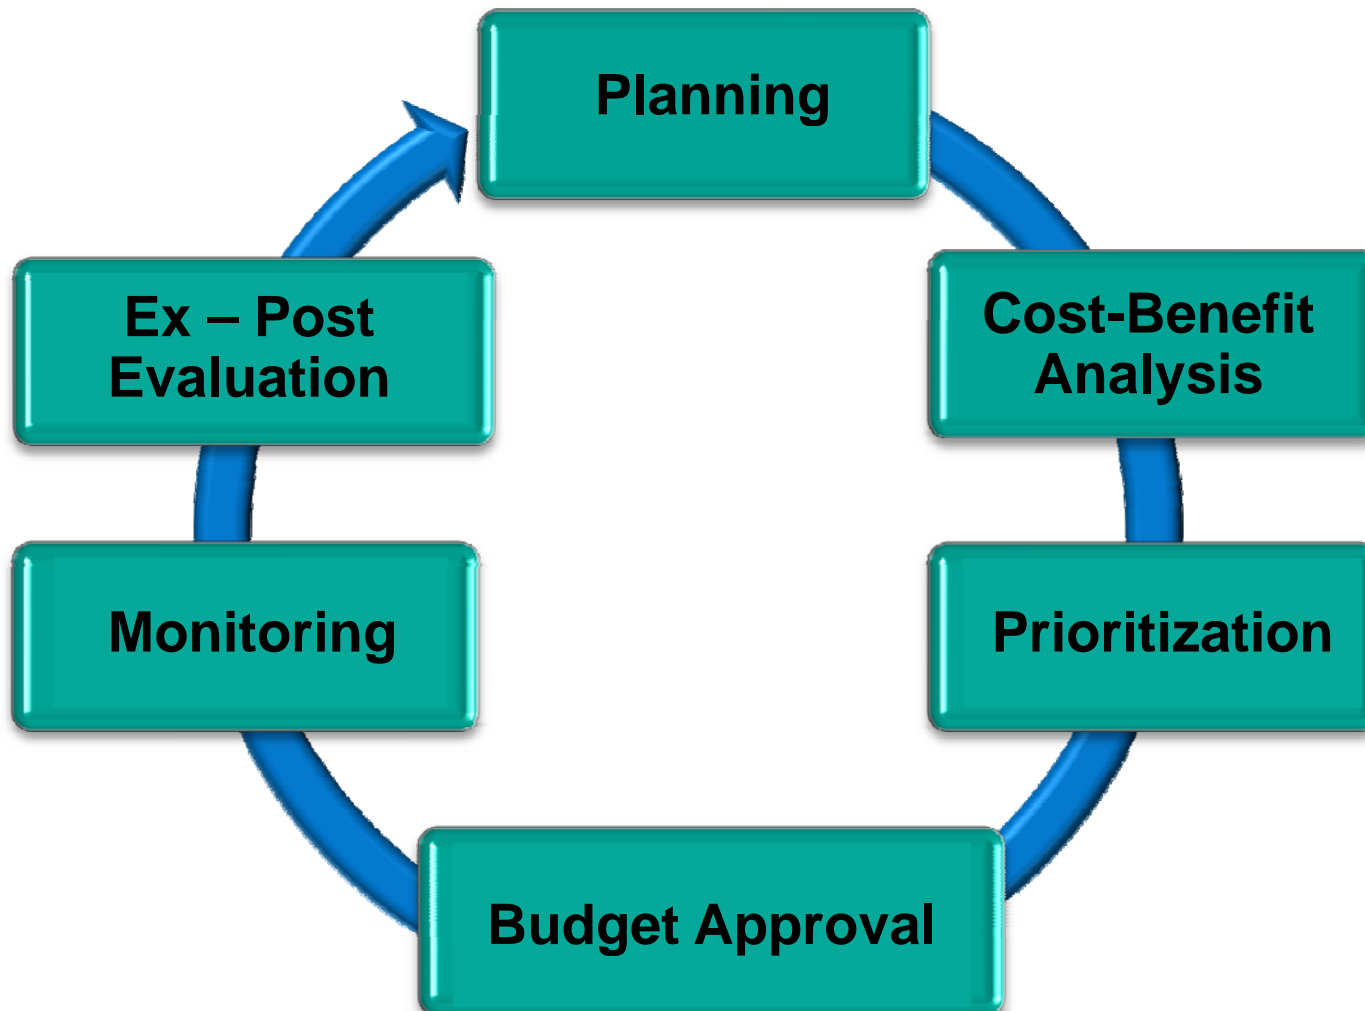 Planning
Cost-Benefit
Analysis
Prioritization
Budget Approval
Monitoring
Ex – Post
Evaluation